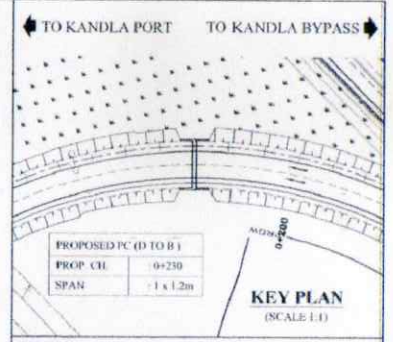 TO KANDLA PORT TO KANDLA BYPASS
PROPOSED PC (D TO B)
PROP. CH. : 0+230
SPAN : 1 x 1.2m
PROW
0+200
KEY PLAN
(SCALE 1:1)